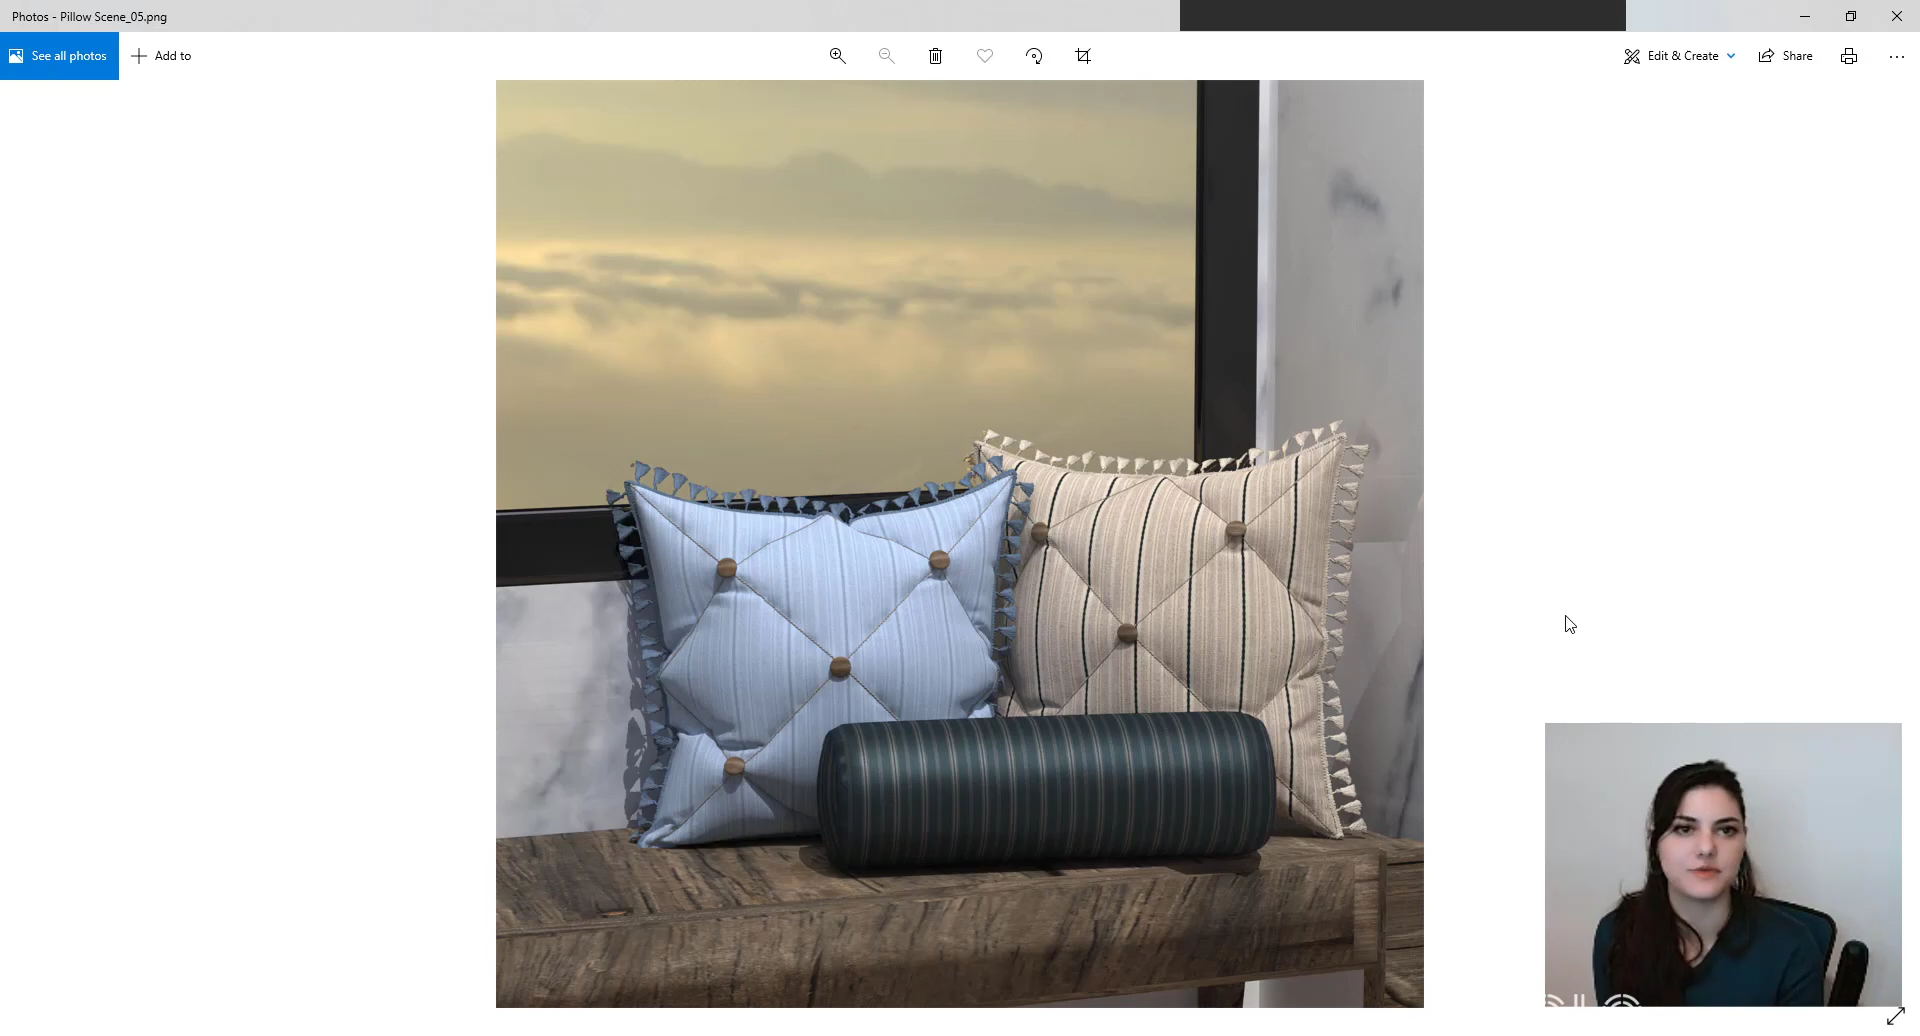 Photos - Pillow Scene_05.png
See all photos
Add to
Edit & Create
Share